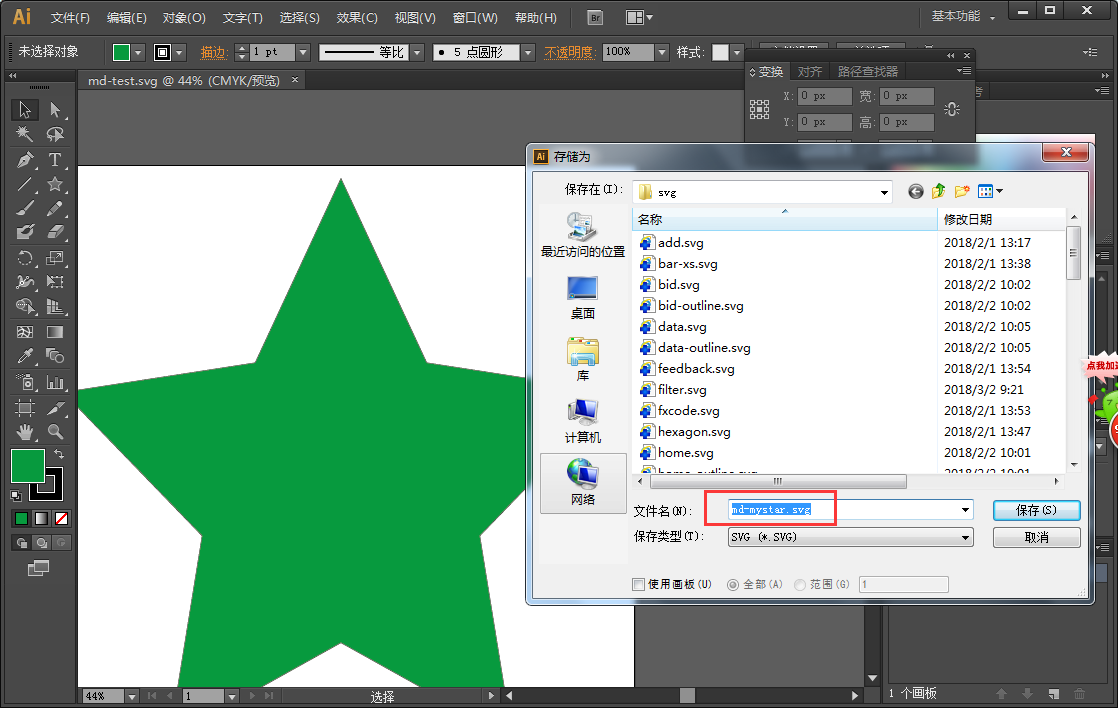 Ai 文件(F) 编辑(E) 对象(O) 文字(T) 选择(S) 效果(C) 视图(V) 窗口(W) 帮助(H) Br 基本功能
未选择对象 描边: 1 pt 等比 5 点圆形 不透明度: 100% 样式:
md-test.svg @ 44% (CMYK/预览) ×
变换 对齐 路径查找器
X: 0 px 宽: 0 px
Y: 0 px 高: 0 px
Ai 存储为
保存在(I): svg
名称 修改日期
add.svg 2018/2/1 13:17
bar-xs.svg 2018/2/1 13:38
bid.svg 2018/2/2 10:02
bid-outline.svg 2018/2/2 10:02
data.svg 2018/2/2 10:05
data-outline.svg 2018/2/2 10:05
feedback.svg 2018/2/1 13:54
filter.svg 2018/3/2 9:21
fxcode.svg 2018/2/1 13:53
hexagon.svg 2018/2/1 13:47
home.svg 2018/2/2 10:01
home-outline.svg 2018/2/2 10:01
最近访问的位置
桌面
库
计算机
网络
文件名(N): md-mystar.svg 保存(S)
保存类型(T): SVG (*.SVG) 取消
使用画板(U) 全部(A) 范围(G) 1
点我加
44% 1 选择
1 个画板